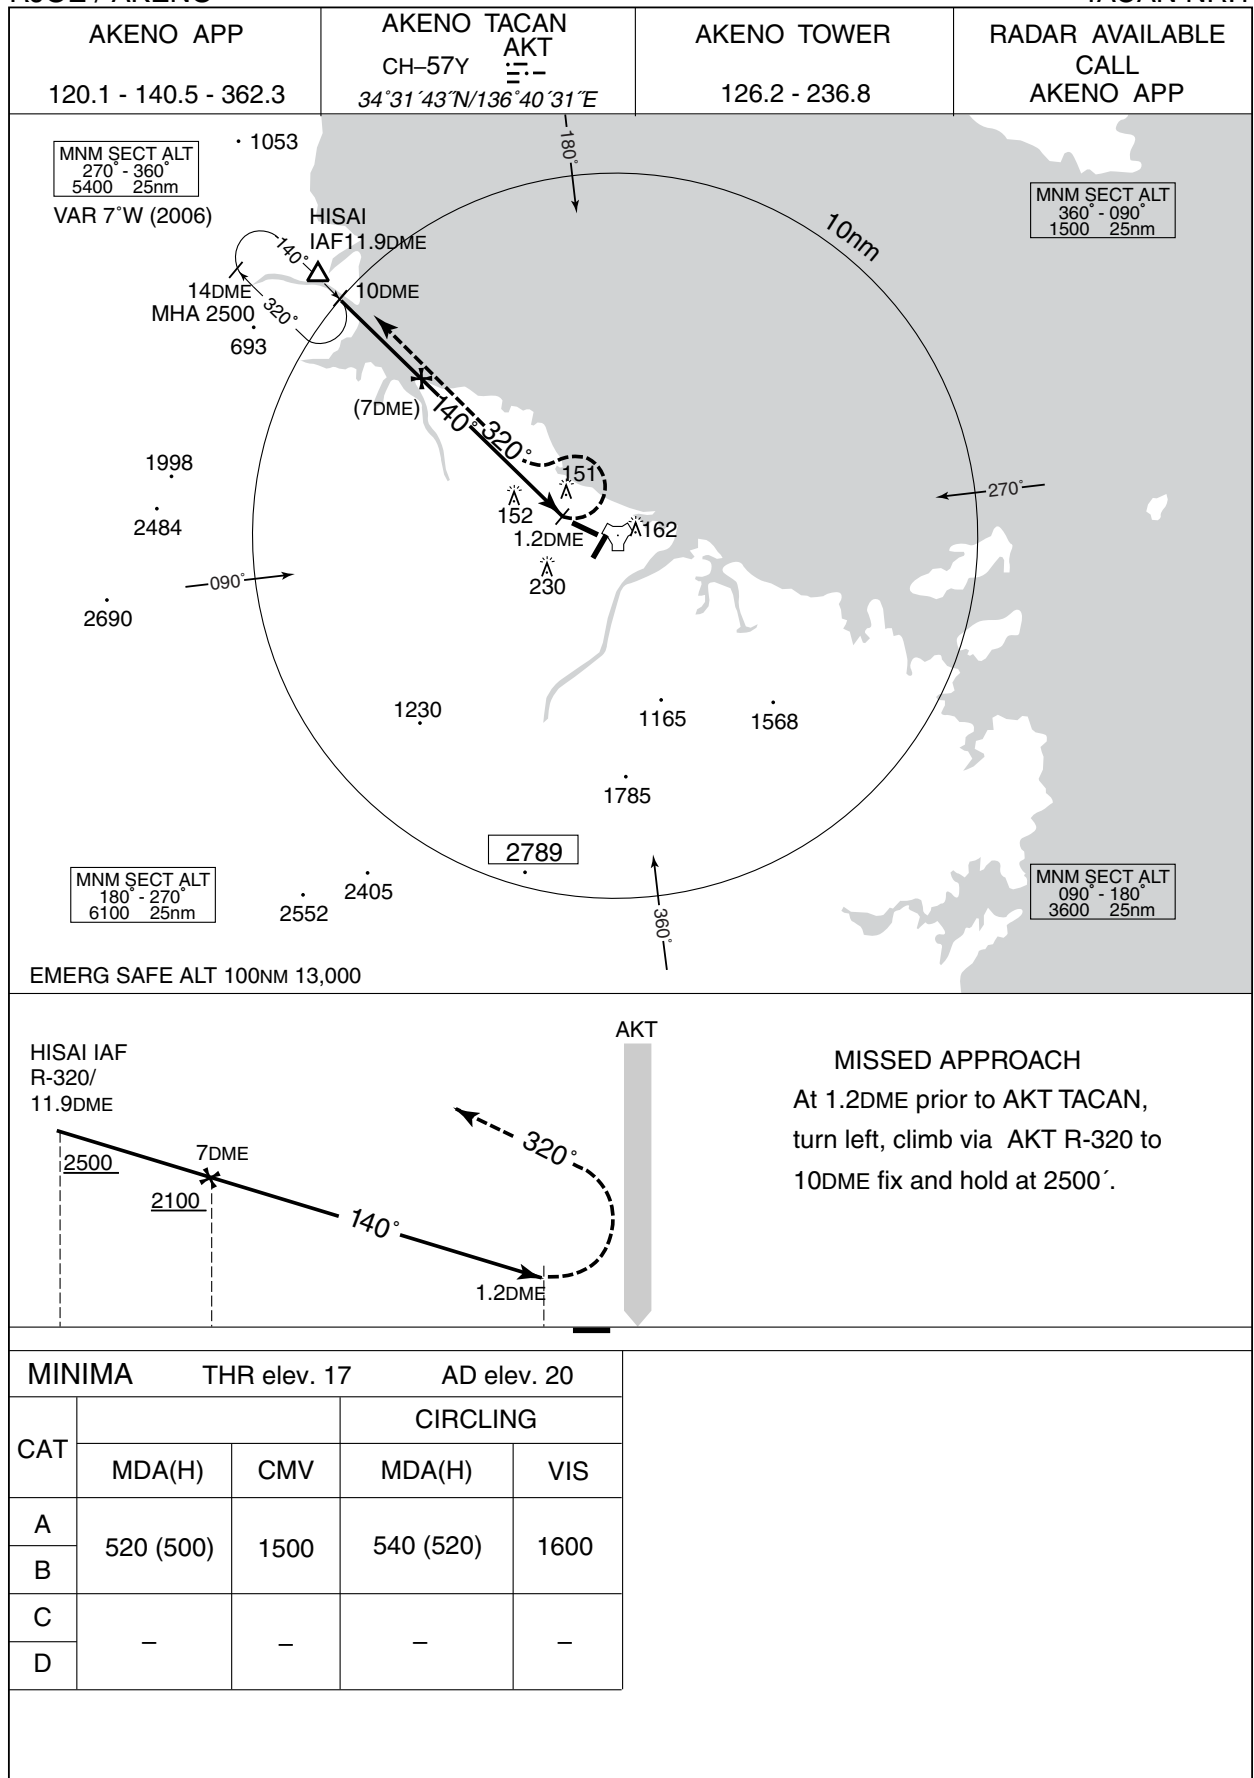 AKENO APP
120.1 - 140.5 - 362.3
AKENO TACAN
AKT
CH–57Y
34˚31´43˝N/136˚40´31˝E
AKENO TOWER
126.2 - 236.8
RADAR AVAILABLE
CALL
AKENO APP
1053
MNM SECT ALT
270˚ - 360˚
5400 25nm
VAR 7˚W (2006)
180˚
MNM SECT ALT
360˚ - 090˚
1500 25nm
10nm
HISAI
IAF11.9DME
140˚
14DME
10DME
MHA 2500
320˚
693
(7DME)
140˚
320˚
1998
151
152
2484
1.2DME
162
270˚
230
090˚
2690
1230
1165
1568
1785
2789
MNM SECT ALT
180˚ - 270˚
6100 25nm
2405
2552
360˚
MNM SECT ALT
090˚ - 180˚
3600 25nm
EMERG SAFE ALT 100NM 13,000
AKT
HISAI IAF
R-320/
11.9DME
2500
7DME
2100
140˚
320˚
1.2DME
MISSED APPROACH
At 1.2DME prior to AKT TACAN,
turn left, climb via AKT R-320 to
10DME fix and hold at 2500´.
MINIMA THR elev. 17 AD elev. 20
CAT
CIRCLING
MDA(H) CMV MDA(H) VIS
A
B
520 (500) 1500 540 (520) 1600
C
D
– – – –